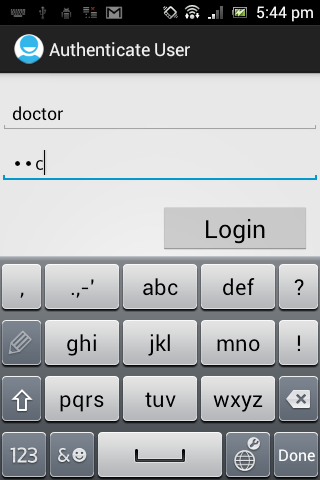 5:44 pm
Authenticate User
doctor
••c
Login
, .,-' abc def ?
ghi jkl mno !
pqrs tuv wxyz
123 & Done